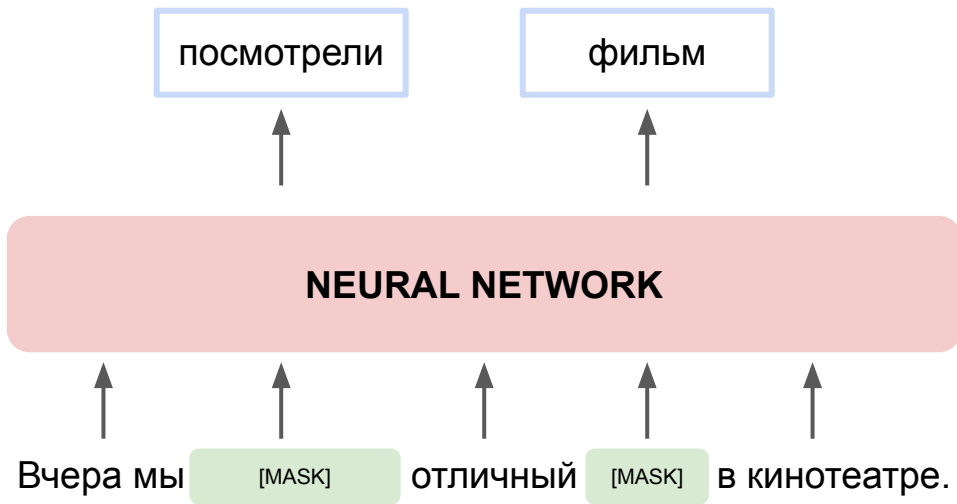 посмотрели фильм
NEURAL NETWORK
Вчера мы [MASK] отличный [MASK] в кинотеатре.